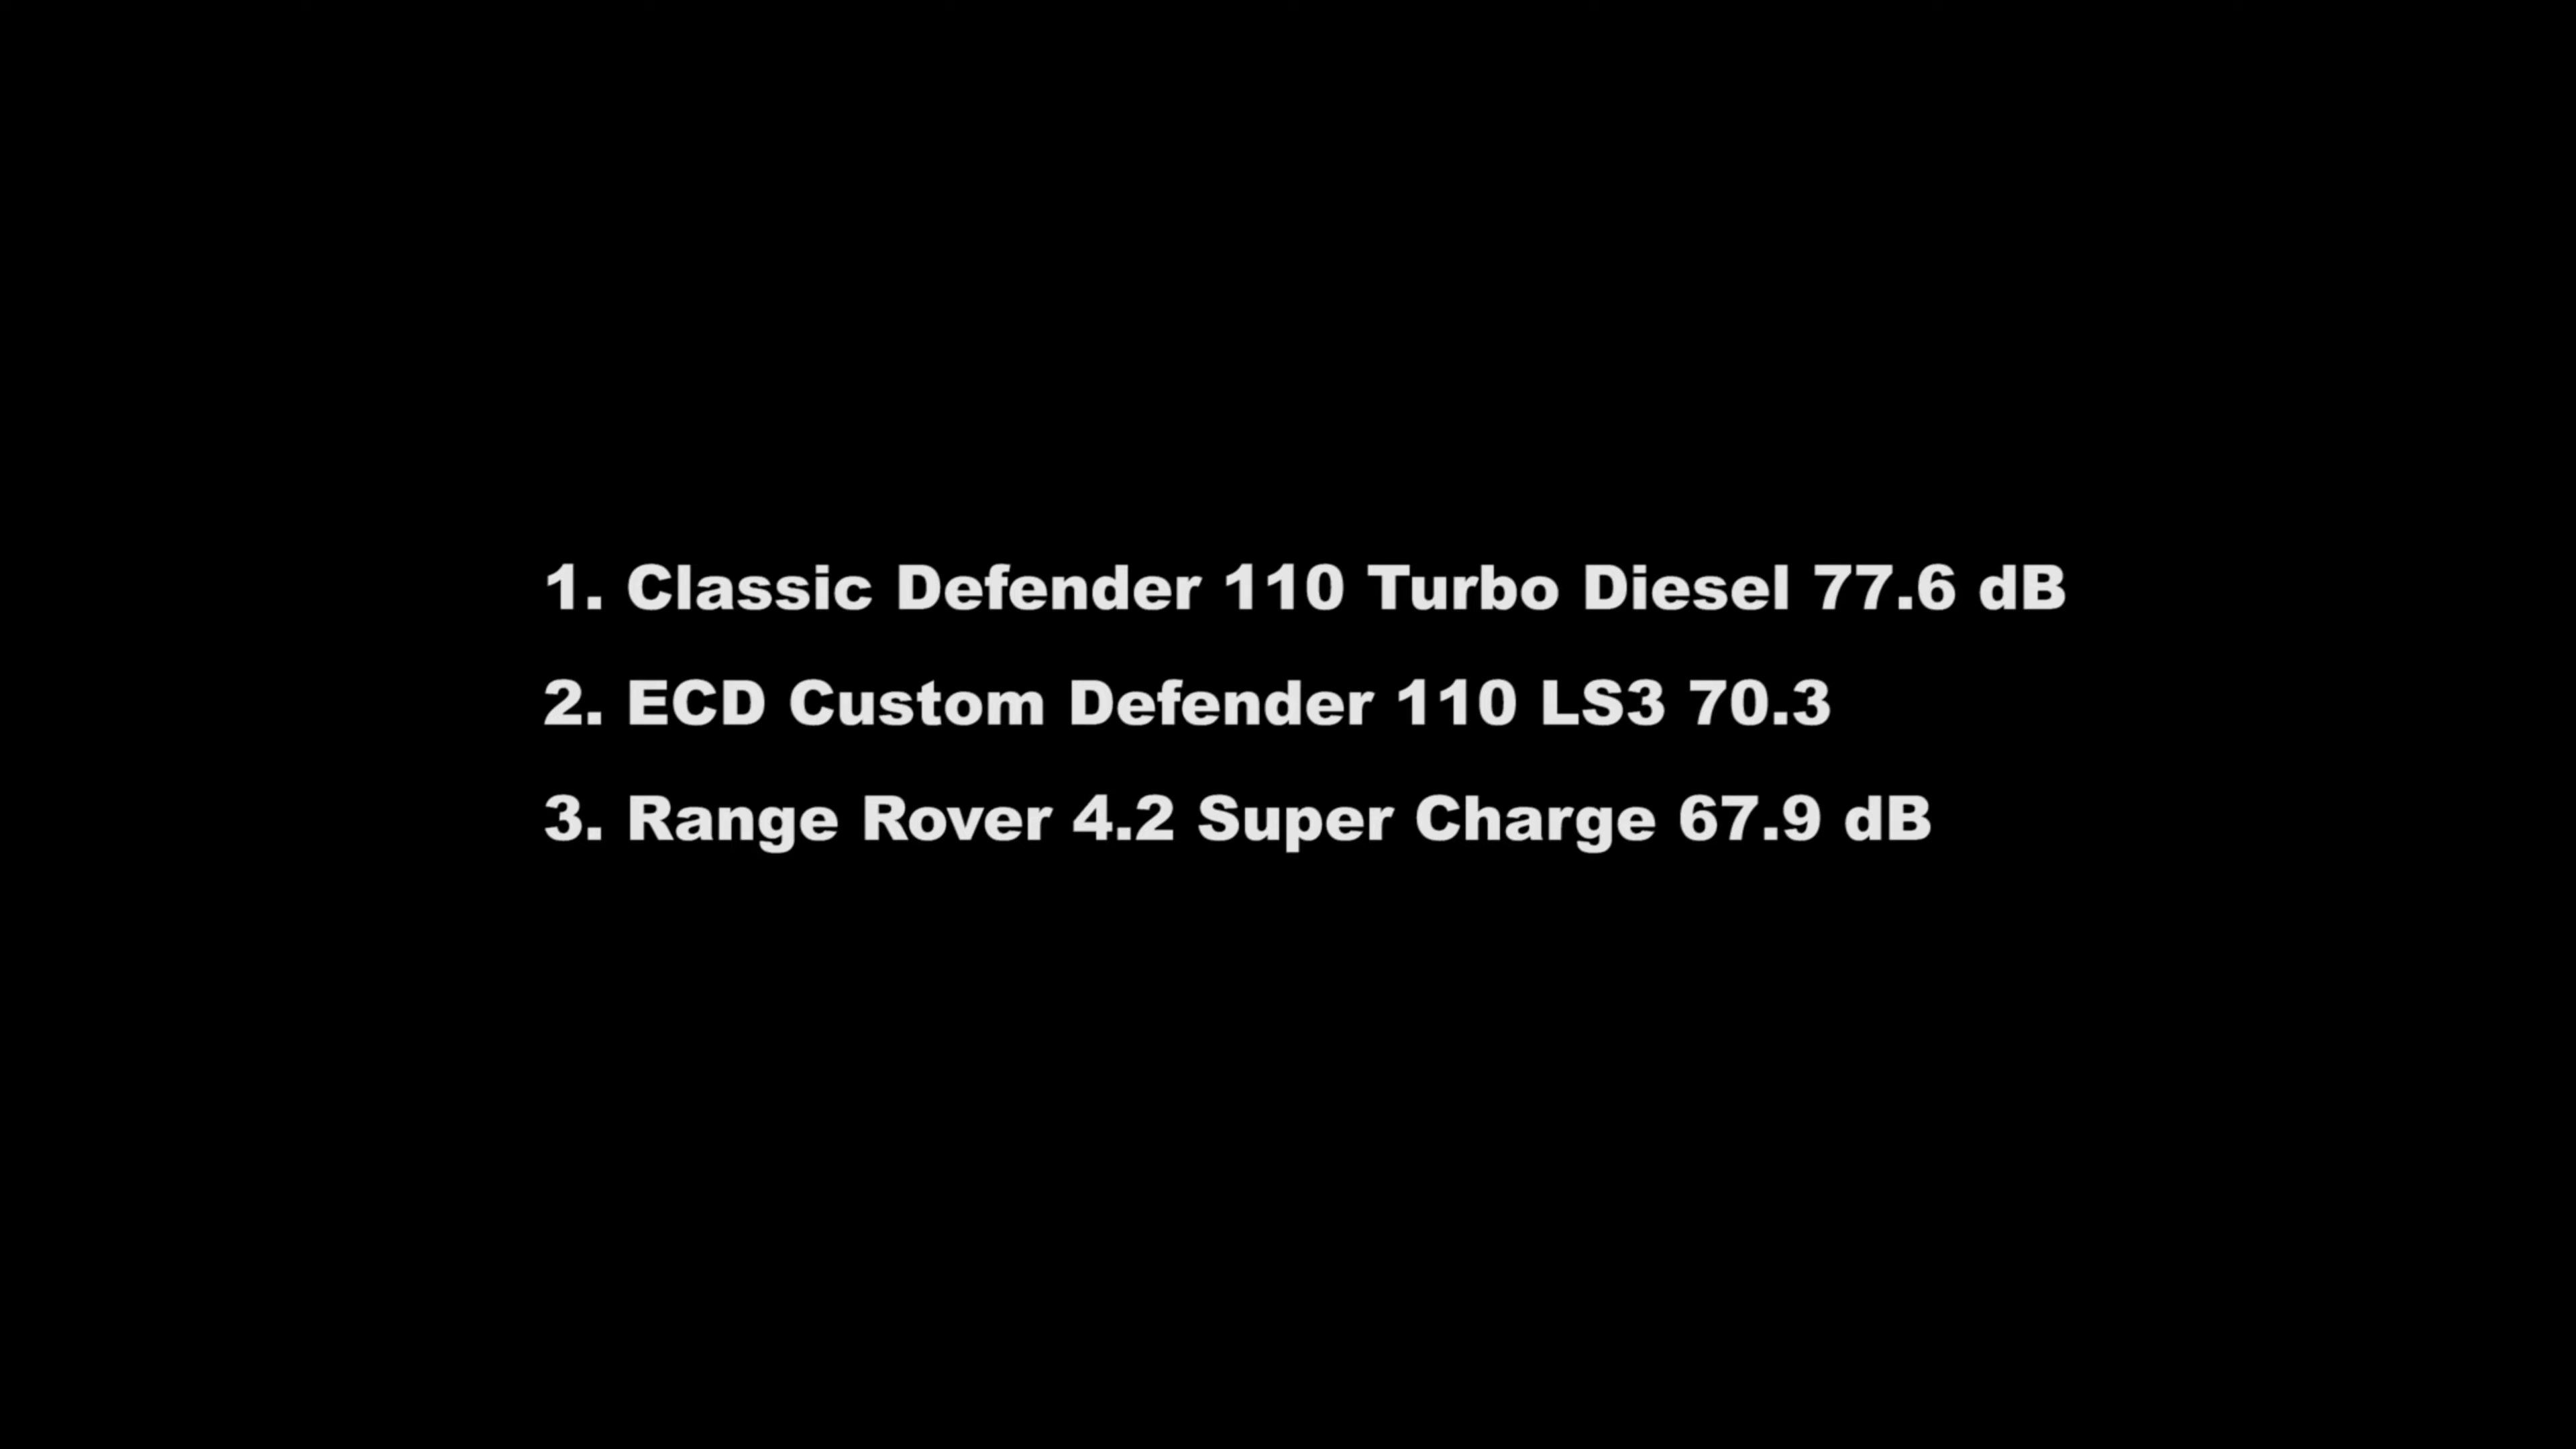 1. Classic Defender 110 Turbo Diesel 77.6 dB
2. ECD Custom Defender 110 LS3 70.3
3. Range Rover 4.2 Super Charge 67.9 dB